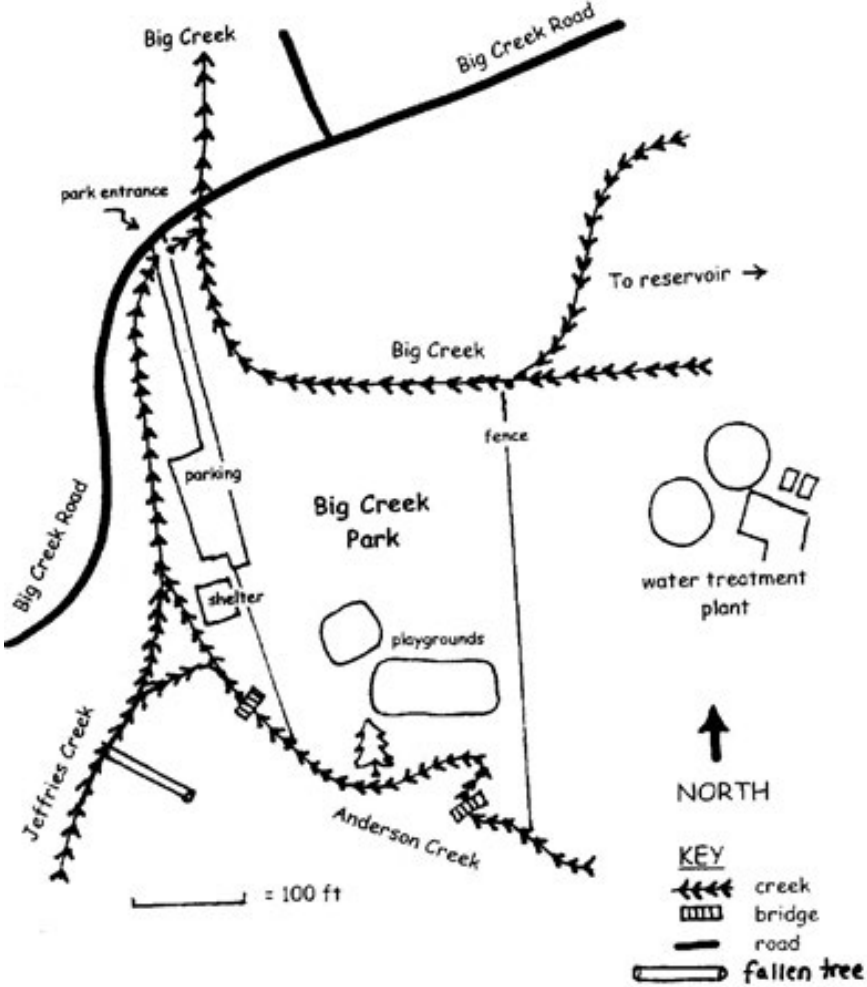 Big Creek
Big Creek Road
park entrance
To reservoir →
Big Creek
fence
parking
Big Creek
Park
Big Creek Road
water treatment
plant
shelter
playgrounds
Jeffries Creek
NORTH
Anderson Creek
KEY
creek
= 100 ft
bridge
road
fallen tree